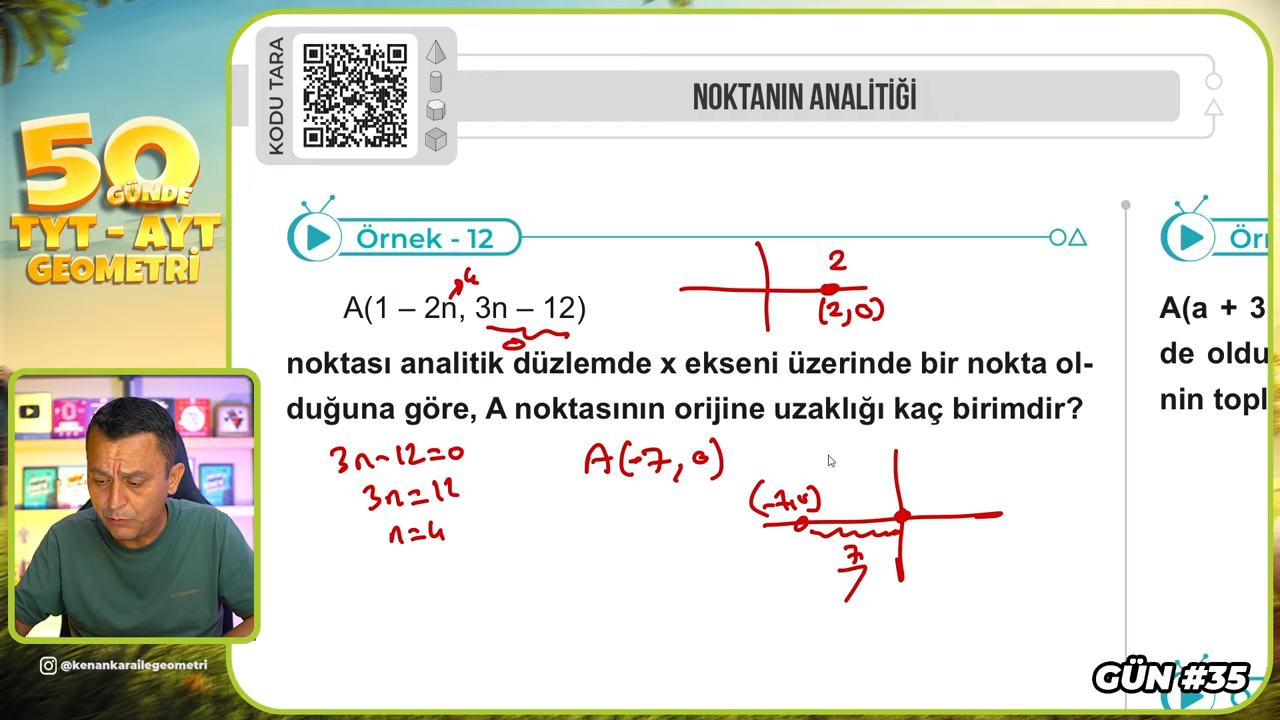 KODU TARA
NOKTANIN ANALİTİĞİ
50
GÜNDE
TYT - AYT
GEOMETRİ
Örnek - 12
Ör
2
(2,0)
4
A(1 – 2n, 3n – 12)
0
noktası analitik düzlemde x ekseni üzerinde bir nokta ol-
duğuna göre, A noktasının orijine uzaklığı kaç birimdir?
3n-12=0
3n=12
n=4
A(-7, 0)
(-7,0)
7
A(a + 3
de oldu
nin topl
@kenankarailegeometri
GÜN #35